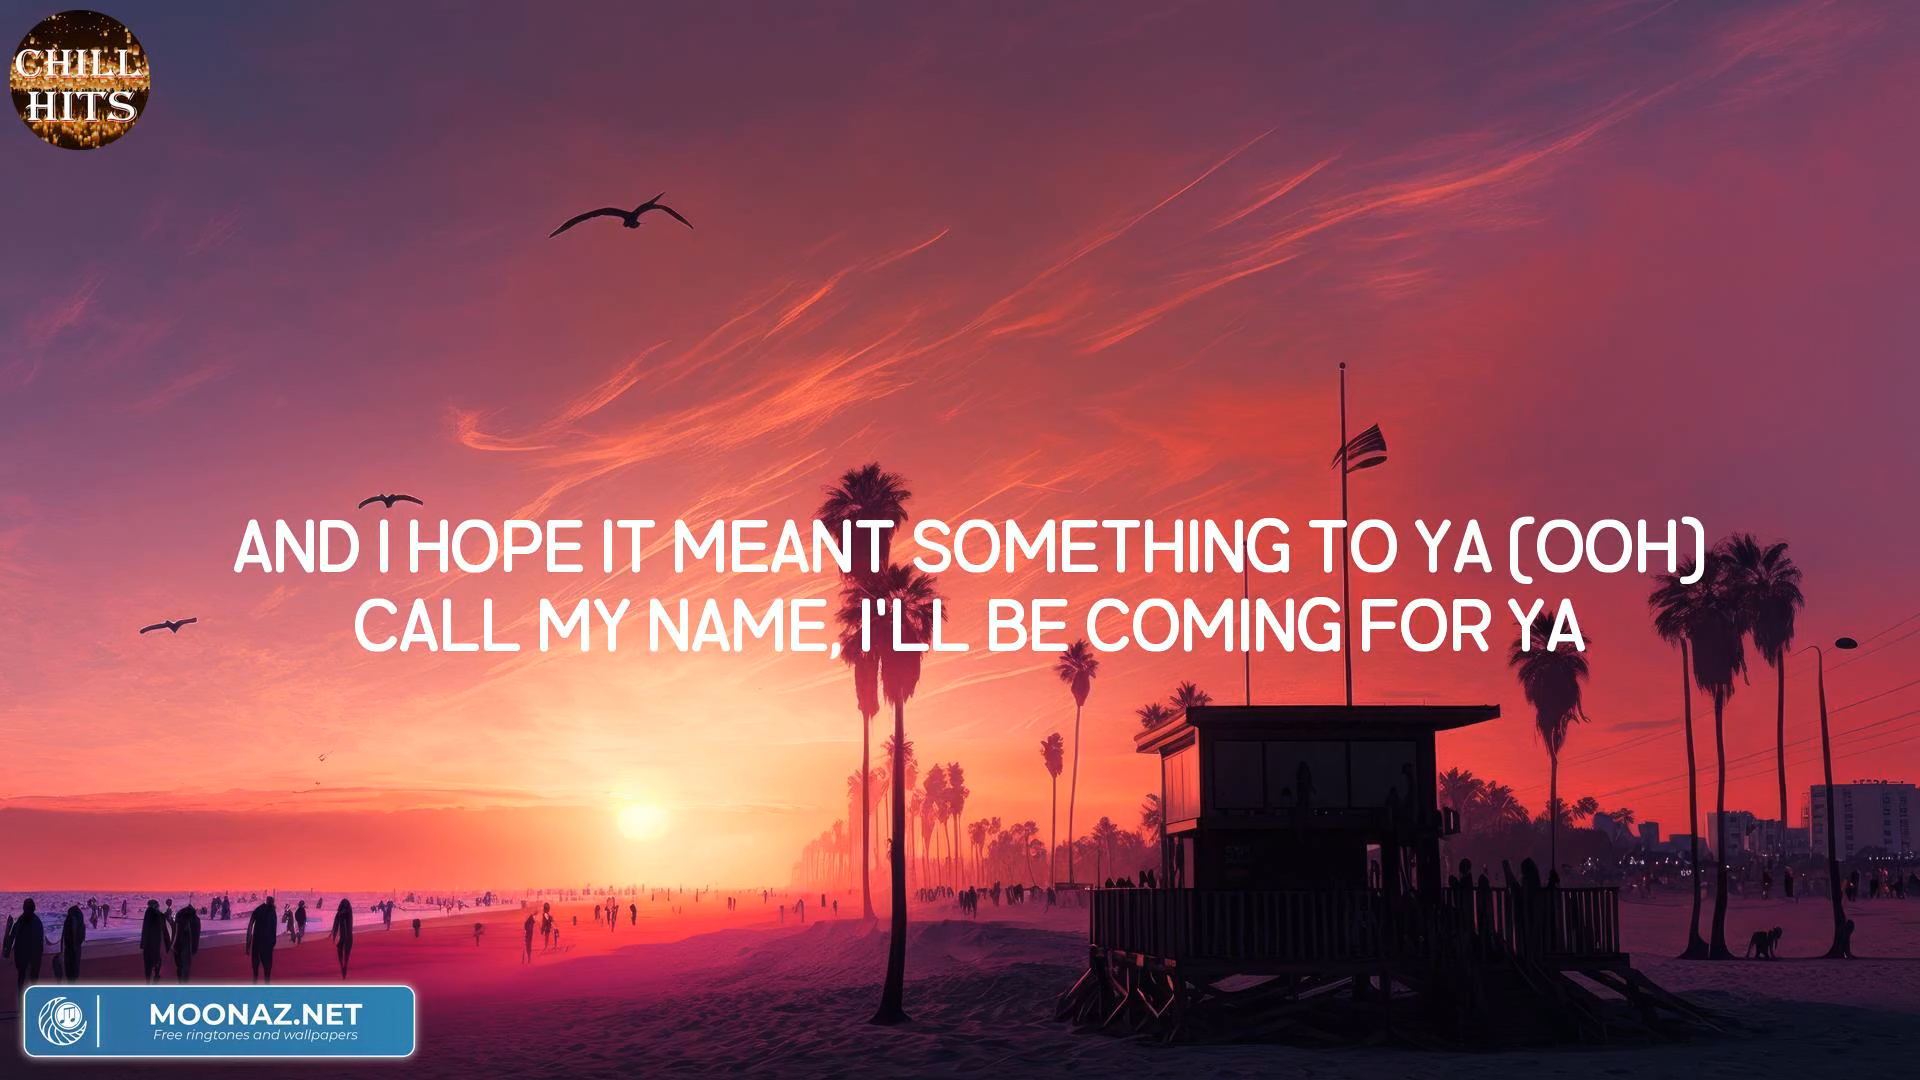 CHILL
HITS
AND I HOPE IT MEANT SOMETHING TO YA (OOH)
CALL MY NAME, I'LL BE COMING FOR YA
MOONAZ.NET
Free ringtones and wallpapers